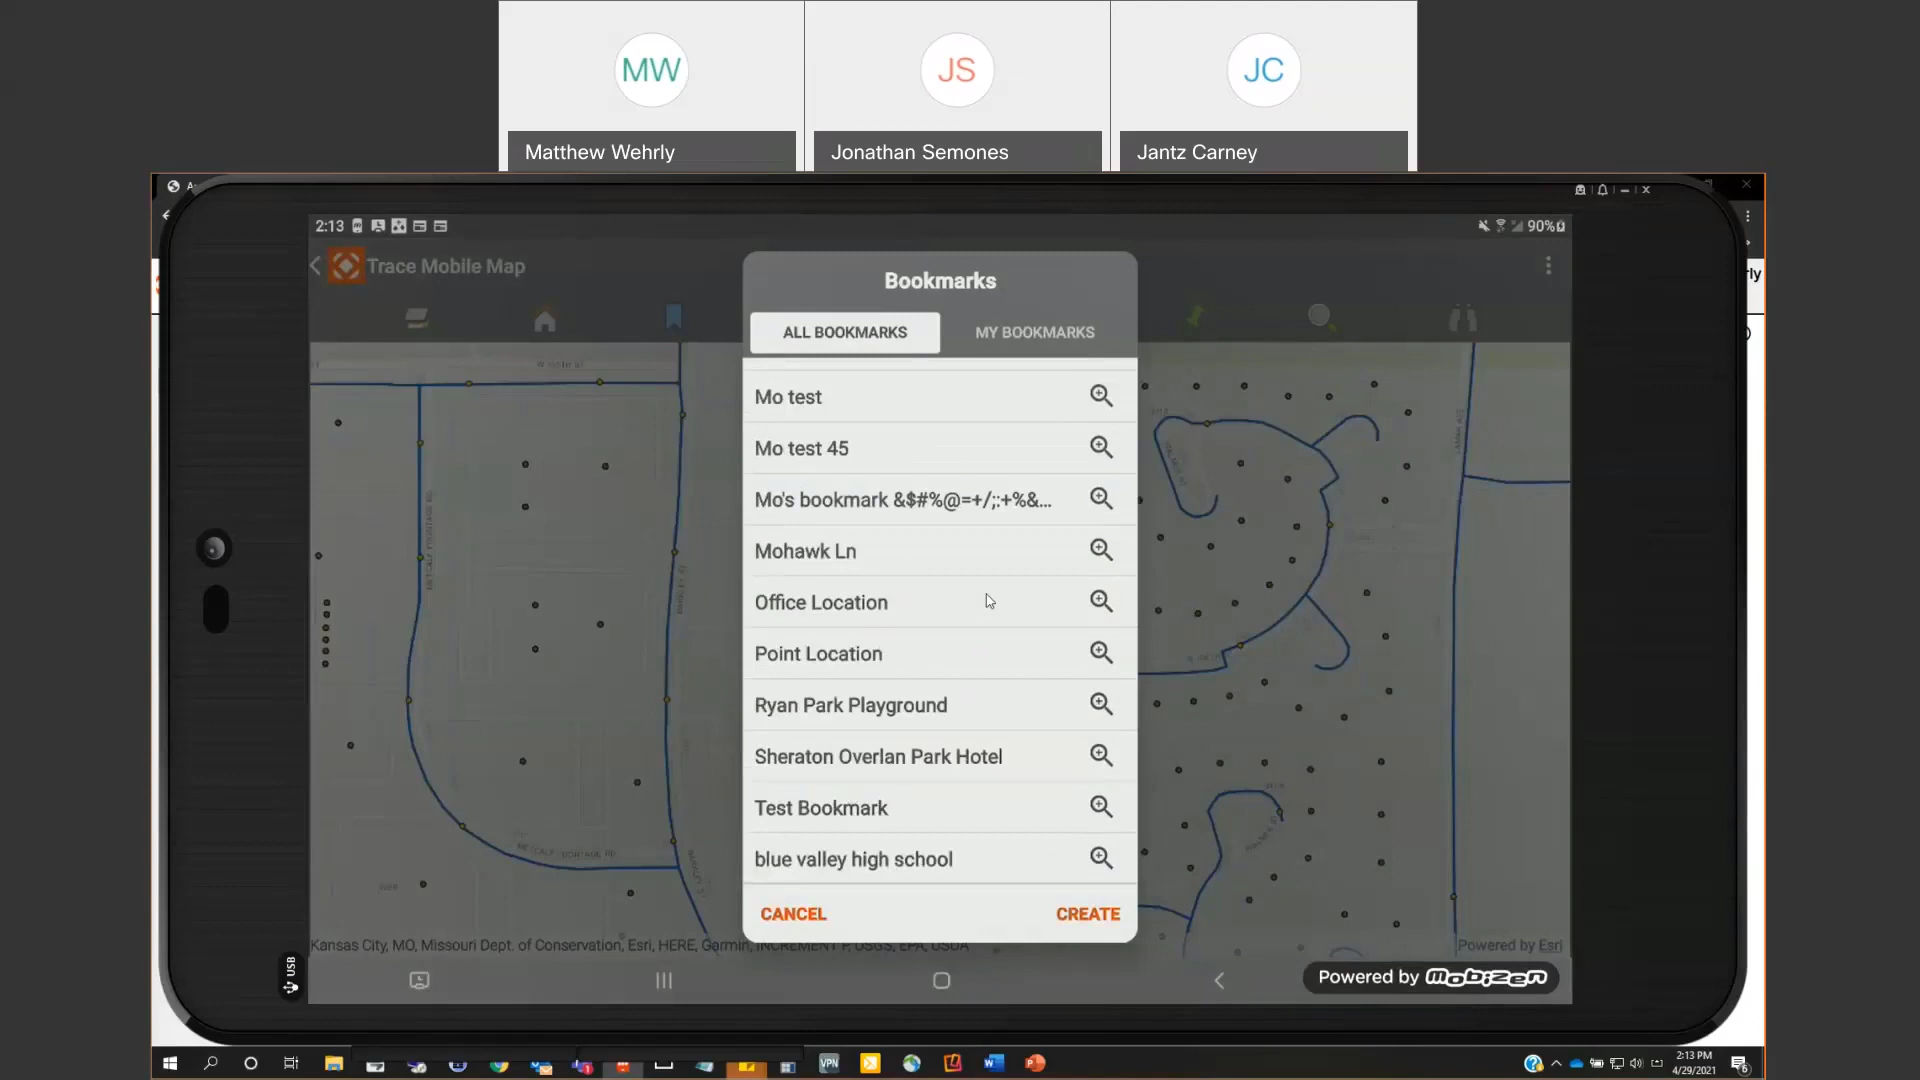 MW
JS
JC
Matthew Wehrly
Jonathan Semones
Jantz Carney
2:13
90%
Trace Mobile Map
Bookmarks
ALL BOOKMARKS
MY BOOKMARKS
Mo test
Mo test 45
Mo's bookmark &$#%@=+/;:+%&...
Mohawk Ln
Office Location
Point Location
Ryan Park Playground
Sheraton Overlan Park Hotel
Test Bookmark
blue valley high school
CANCEL
CREATE
Kansas City, MO, Missouri Dept. of Conservation, Esri, HERE, Garmin, INCREMENT P, USGS, EPA, USDA
Powered by Esri
USB
Powered by Mobizen
VPN
2:13 PM
4/29/2021